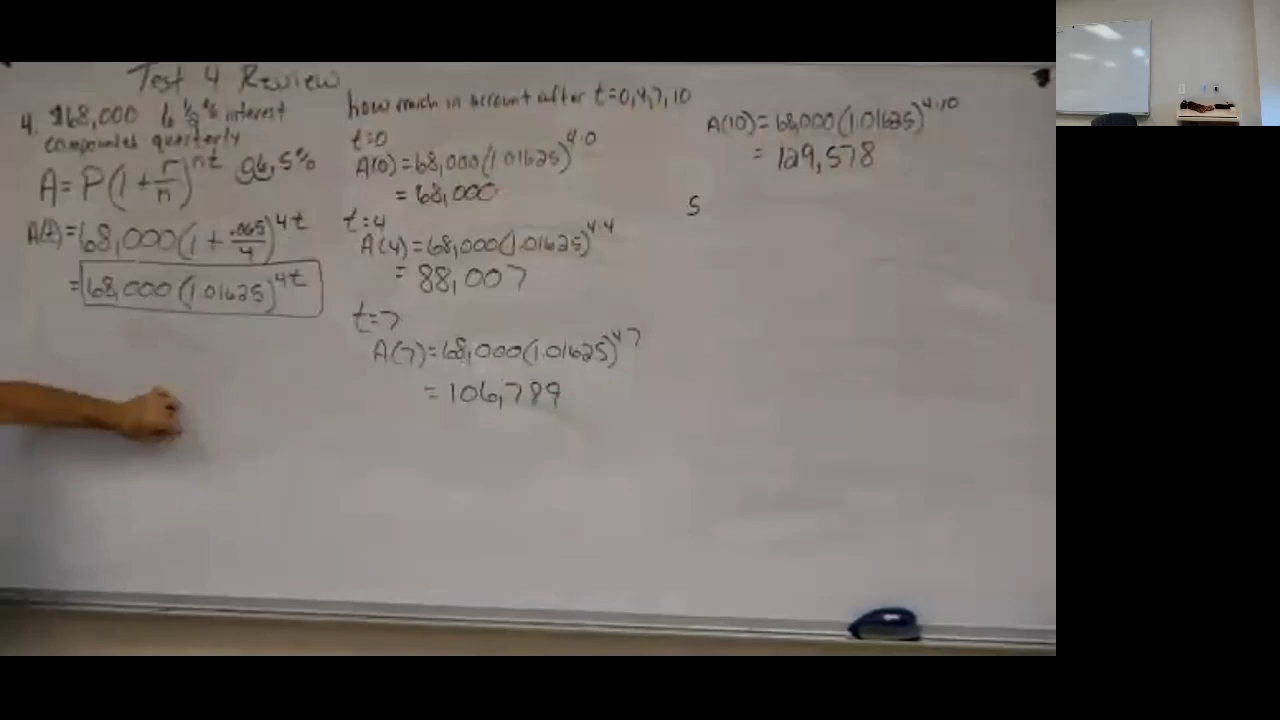 Test 4 Review
4. $68,000 6 1/2 % interest
compounded quarterly
A = P(1 + r/n)^nt 6.5%
A(t) = 68,000(1 + .065/4)^4t
= 68,000(1.01625)^4t
how much in account after t=0,4,7,10
t=0
A(0) = 68,000(1.01625)^4·0
= 68,000
t=4
A(4) = 68,000(1.01625)^4·4
= 88,007
t=7
A(7) = 68,000(1.01625)^4·7
= 106,789
A(10) = 68,000(1.01625)^4·10
= 129,578
5